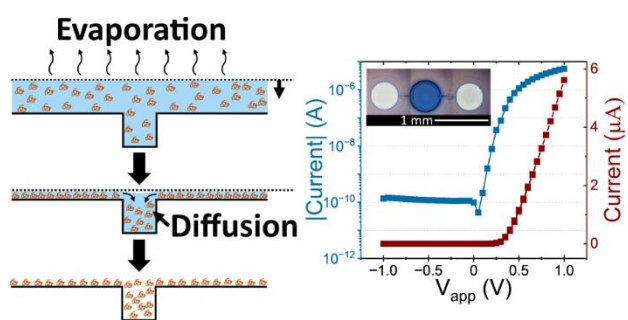 Evaporation
Diffusion
|Current| (A)
10⁻⁶
10⁻⁸
10⁻¹⁰
10⁻¹²
1 mm
6
4
2
0
Current (µA)
-1.0 -0.5 0 0.5 1.0
Vapp (V)